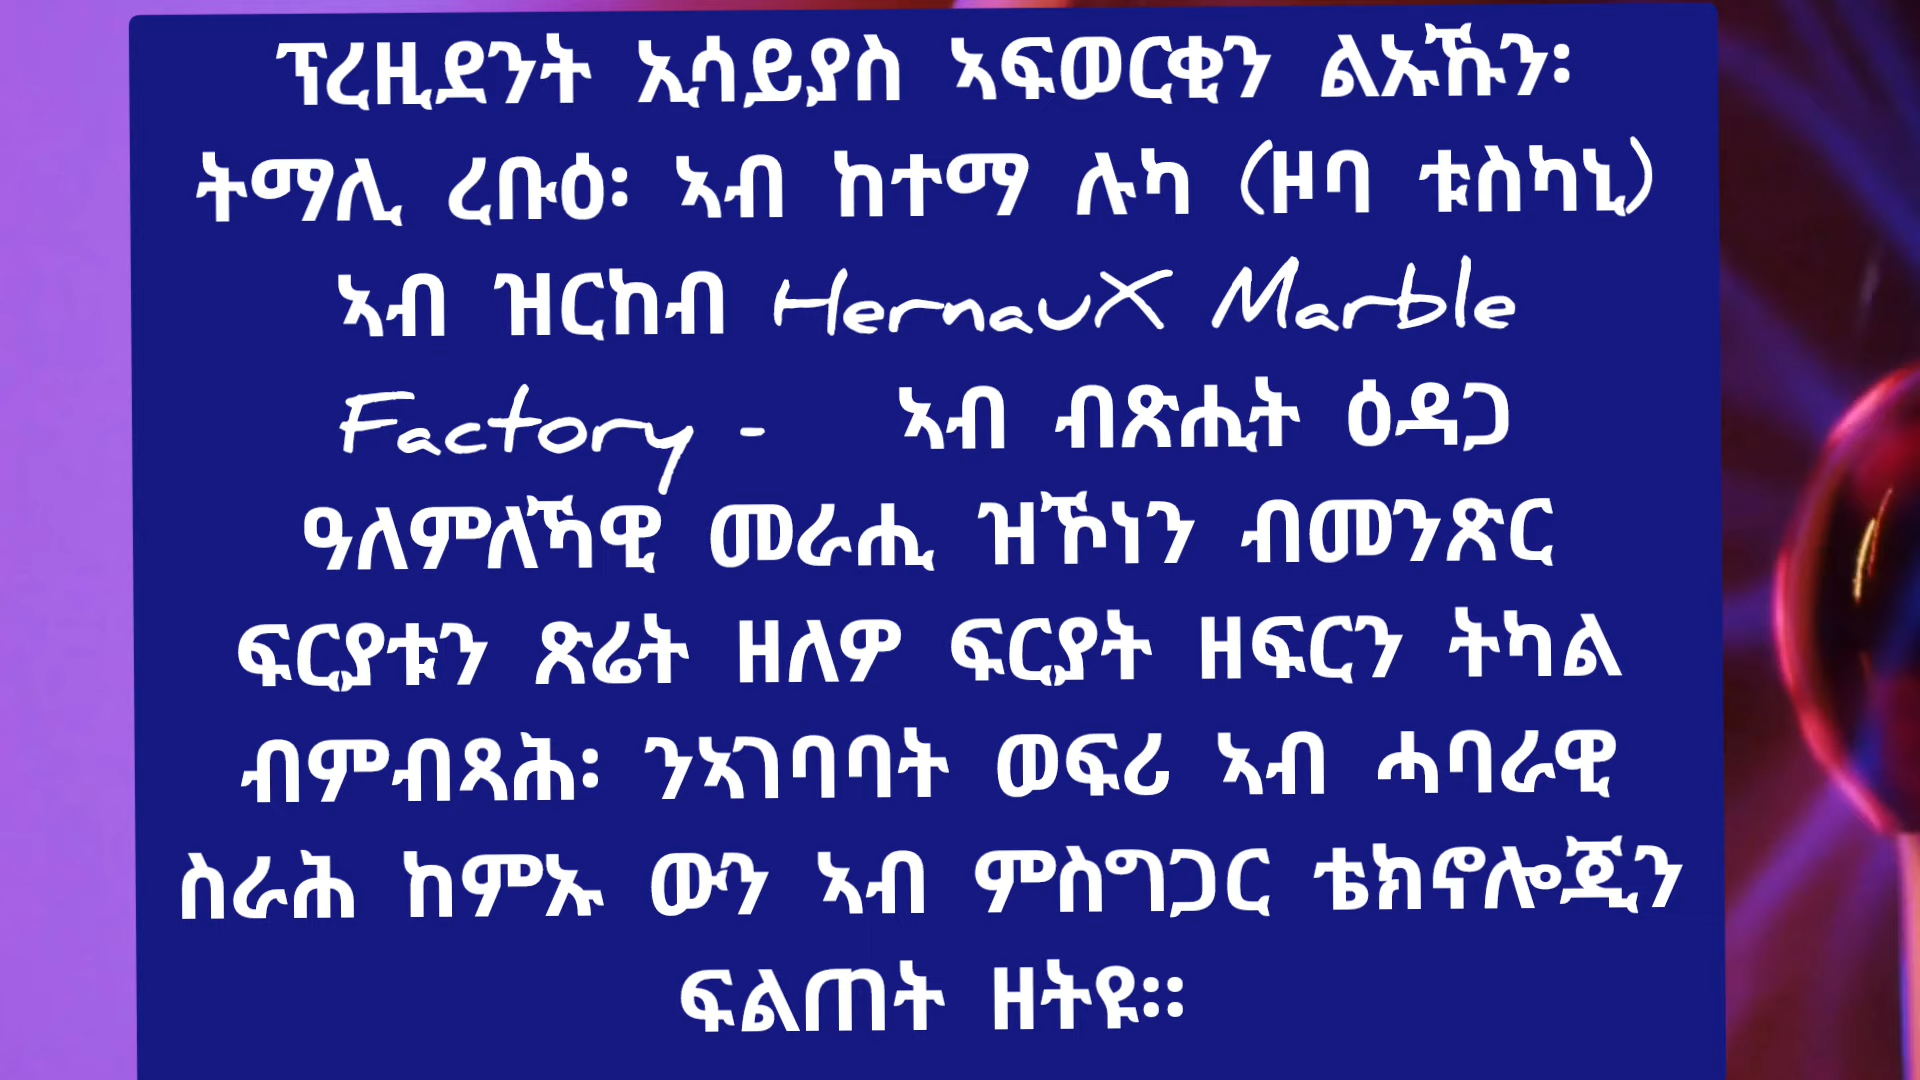 ፕረዚደንት ኢሳይያስ ኣፍወርቂን ልኡኹን፡
ትማሊ ረቡዕ፡ ኣብ ከተማ ሉካ (ዞባ ቱስካኒ)
ኣብ ዝርከብ HernauX Marble
Factory - ኣብ ብጽሒት ዕዳጋ
ዓለምለኻዊ መራሒ ዝኾነን ብመንጽር
ፍርያቱን ጽሬት ዘለዎ ፍርያት ዘፍርን ትካል
ብምብጻሕ፡ ንኣገባባት ወፍሪ ኣብ ሓባራዊ
ስራሕ ከምኡ ውን ኣብ ምስግጋር ቴክኖሎጂን
ፍልጠት ዘትዩ።